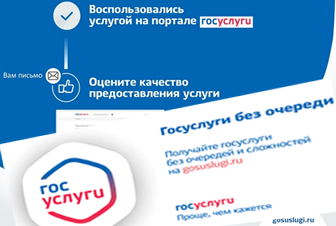 Воспользовались
услугой на портале госуслуги
Вам письмо
Оцените качество
предоставления услуги
Госуслуги без очереди
Получайте госуслуги
без очередей и сложностей
на gosuslugi.ru
гос
услуги
госуслуги
Проще, чем кажется
gosuslugi.ru